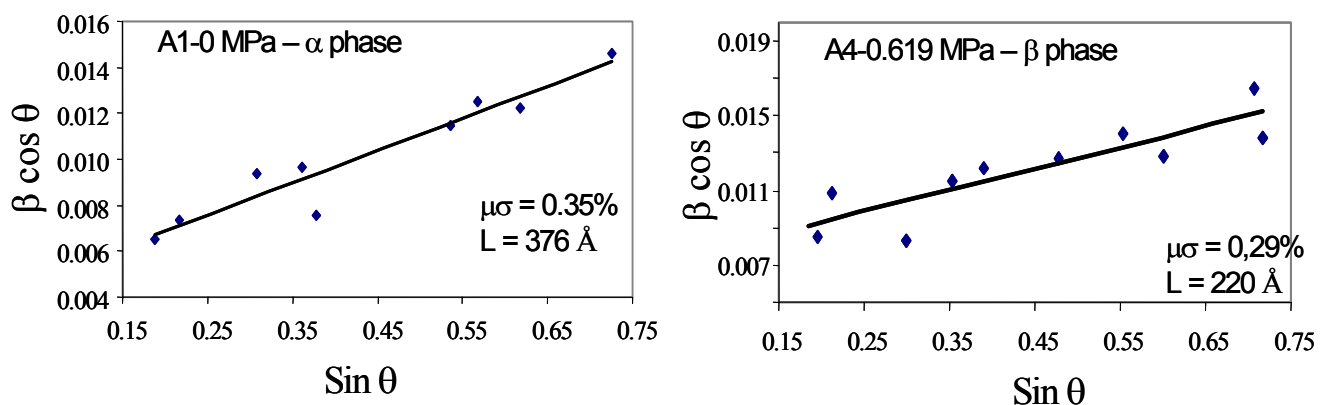 A1-0 MPa – α phase
β cos θ
0.016
0.014
0.012
0.010
0.008
0.006
0.004
μσ = 0.35%
L = 376 Å
0.15 0.25 0.35 0.45 0.55 0.65 0.75
Sin θ
A4-0.619 MPa – β phase
β cos θ
0.019
0.015
0.011
0.007
μσ = 0,29%
L = 220 Å
0.15 0.25 0.35 0.45 0.55 0.65 0.75
Sin θ